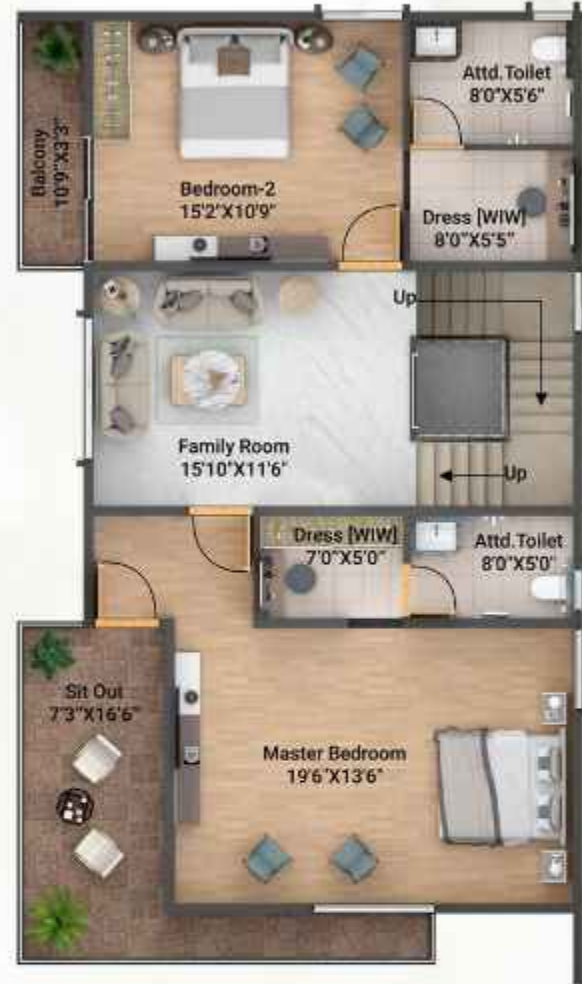 Attd.Toilet
8'0"X5'6"
Balcony
10'9"X3'3"
Bedroom-2
15'2"X10'9"
Dress [WIW]
8'0"X5'5"
Up
Family Room
15'10"X11'6"
Up
Dress [WIW]
7'0"X5'0"
Attd.Toilet
8'0"X5'0"
Sit Out
7'3"X16'6"
Master Bedroom
19'6"X13'6"